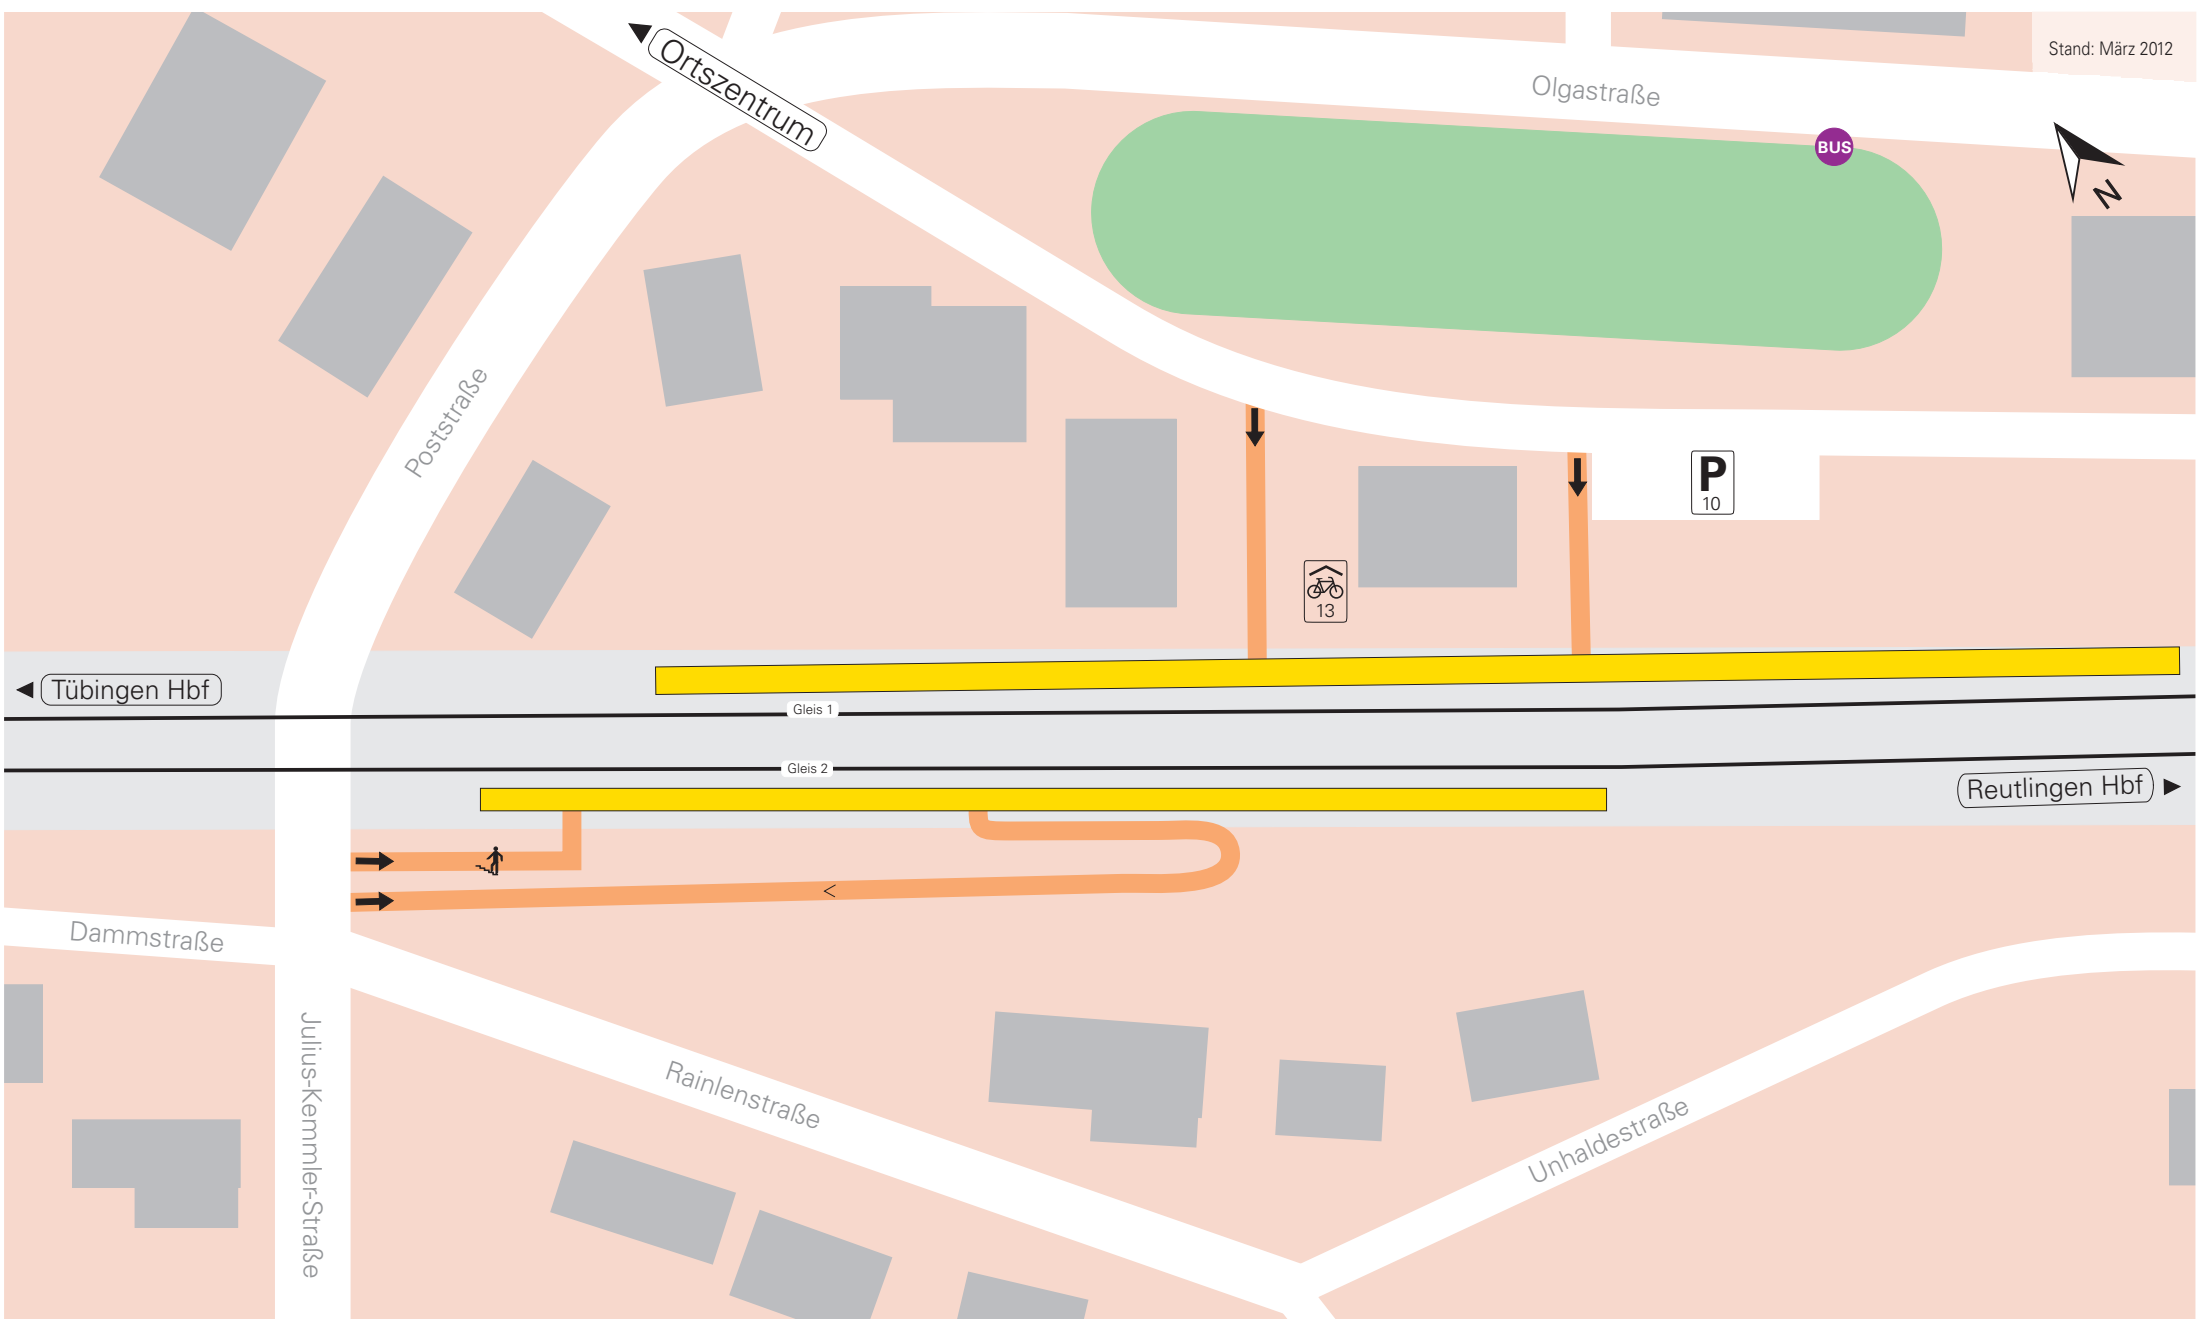 Stand: März 2012
Ortszentrum
Olgastraße
BUS
N
Poststraße
P
10
13
Tübingen Hbf
Gleis 1
Gleis 2
Reutlingen Hbf
<
Dammstraße
Julius-Kemmler-Straße
Rainlenstraße
Unhaldestraße